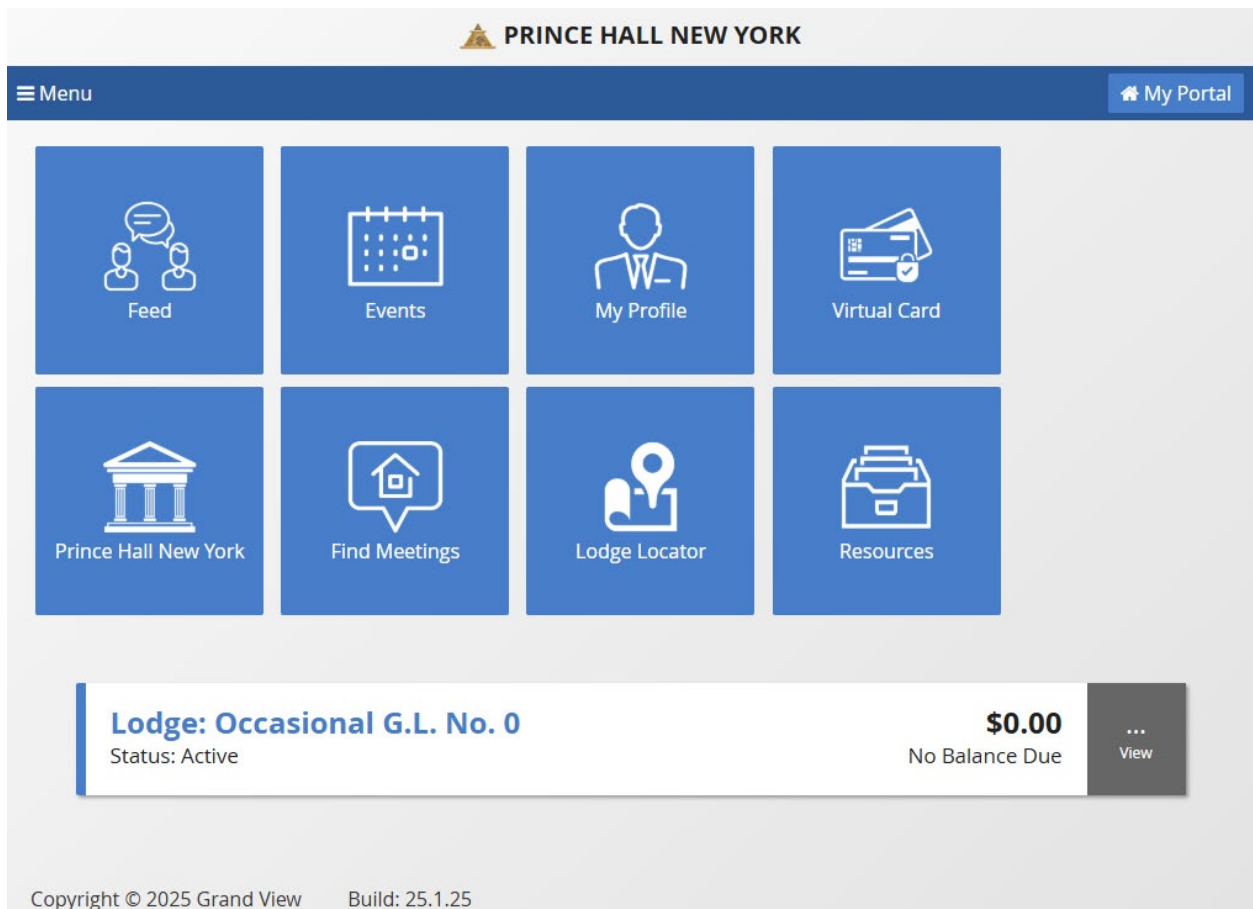 PRINCE HALL NEW YORK
Menu
My Portal
Feed
Events
My Profile
Virtual Card
Prince Hall New York
Find Meetings
Lodge Locator
Resources
Lodge: Occasional G.L. No. 0
$0.00
...
Status: Active
No Balance Due
View
Copyright © 2025 Grand View
Build: 25.1.25